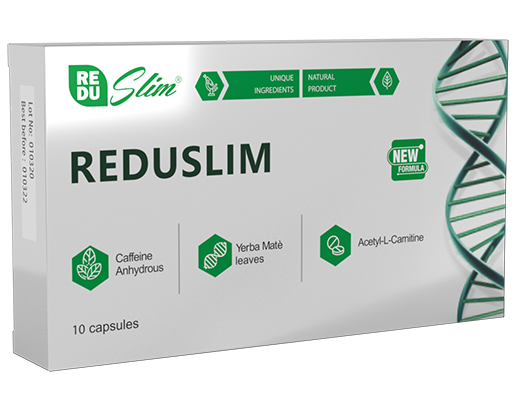 Lot No: 010320
Best before : 010322
RE
DU
Slim®
UNIQUE
INGREDIENTS
NATURAL
PRODUCT
REDUSLIM
NEW
FORMULA
Caffeine
Anhydrous
Yerba Matè
leaves
Acetyl-L-Carnitine
10 capsules